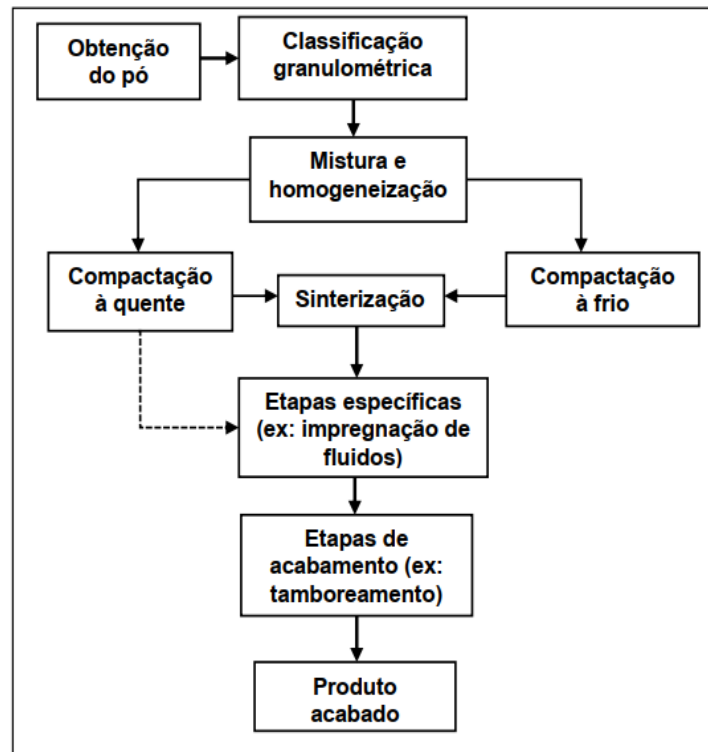 Obtenção
do pó
Classificação
granulométrica
Mistura e
homogeneização
Compactação
à quente
Sinterização
Compactação
à frio
Etapas específicas
(ex: impregnação de
fluidos)
Etapas de
acabamento (ex:
tamboreamento)
Produto
acabado